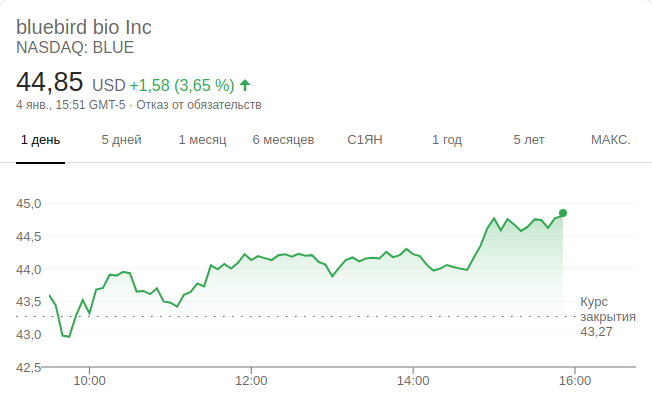 bluebird bio Inc
NASDAQ: BLUE
44,85 USD +1,58 (3,65 %)
4 янв., 15:51 GMT-5 · Отказ от обязательств
1 день 5 дней 1 месяц 6 месяцев С1ЯН 1 год 5 лет МАКС.
45,0
44,5
44,0
43,5
43,0
42,5
Курс
закрытия
43,27
10:00 12:00 14:00 16:00